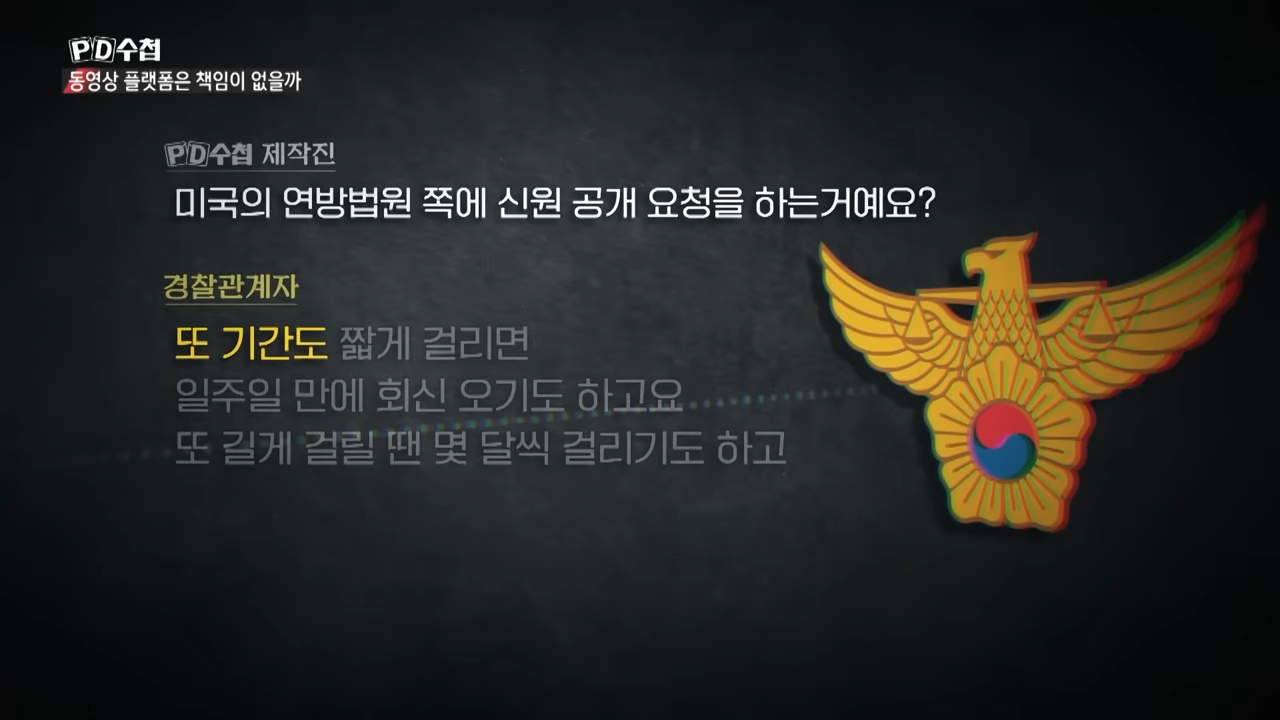 PD수첩
동영상 플랫폼은 책임이 없을까
PD수첩 제작진
미국의 연방법원 쪽에 신원 공개 요청을 하는거예요?
경찰관계자
또 기간도 짧게 걸리면
일주일 만에 회신 오기도 하고요
또 길게 걸릴 땐 몇 달씩 걸리기도 하고